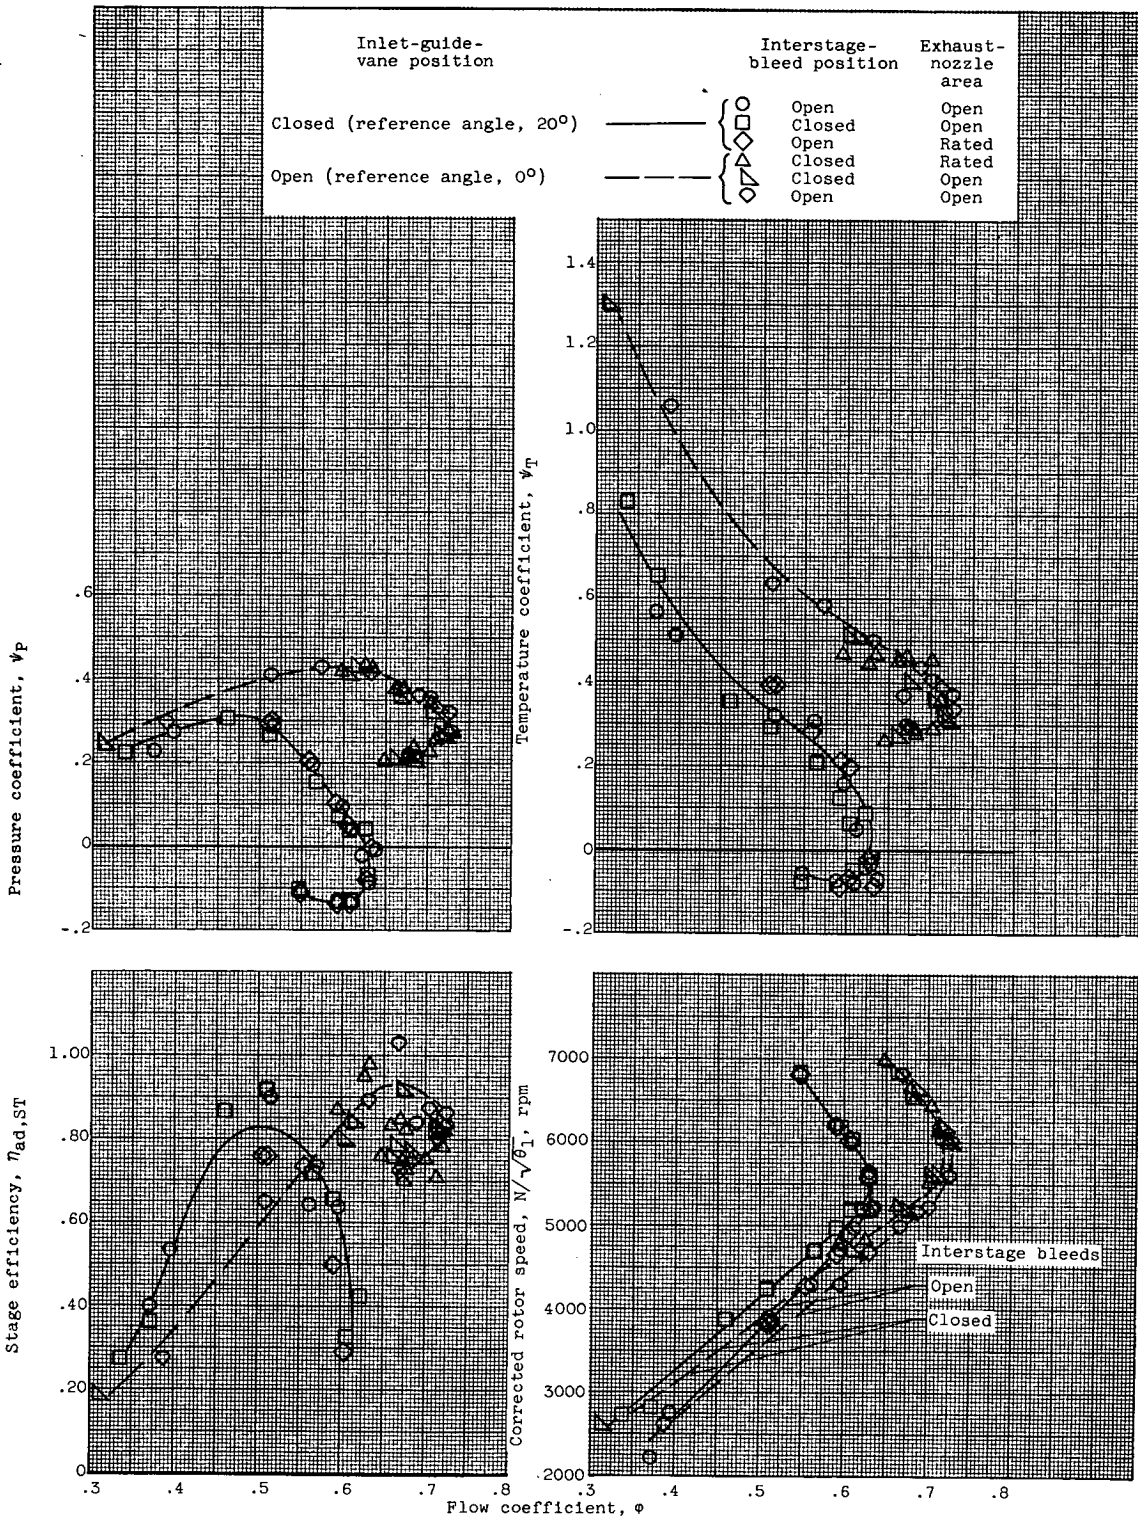 Inlet-guide-
vane position
Interstage-
bleed position
Exhaust-
nozzle
area
Closed (reference angle, 20°)
Open Open
Closed Open
Open Rated
Open (reference angle, 0°)
Closed Rated
Closed Open
Open Open
Pressure coefficient, ψP
.6
.4
.2
0
-.2
Temperature coefficient, ψT
1.4
1.2
1.0
.8
.6
.4
.2
0
-.2
Stage efficiency, ηad,ST
1.00
.80
.60
.40
.20
0
.3 .4 .5 .6 .7 .8
Corrected rotor speed, N/√θ1, rpm
7000
6000
5000
4000
3000
2000
Interstage bleeds
Open
Closed
.3 .4 .5 .6 .7 .8
Flow coefficient, φ